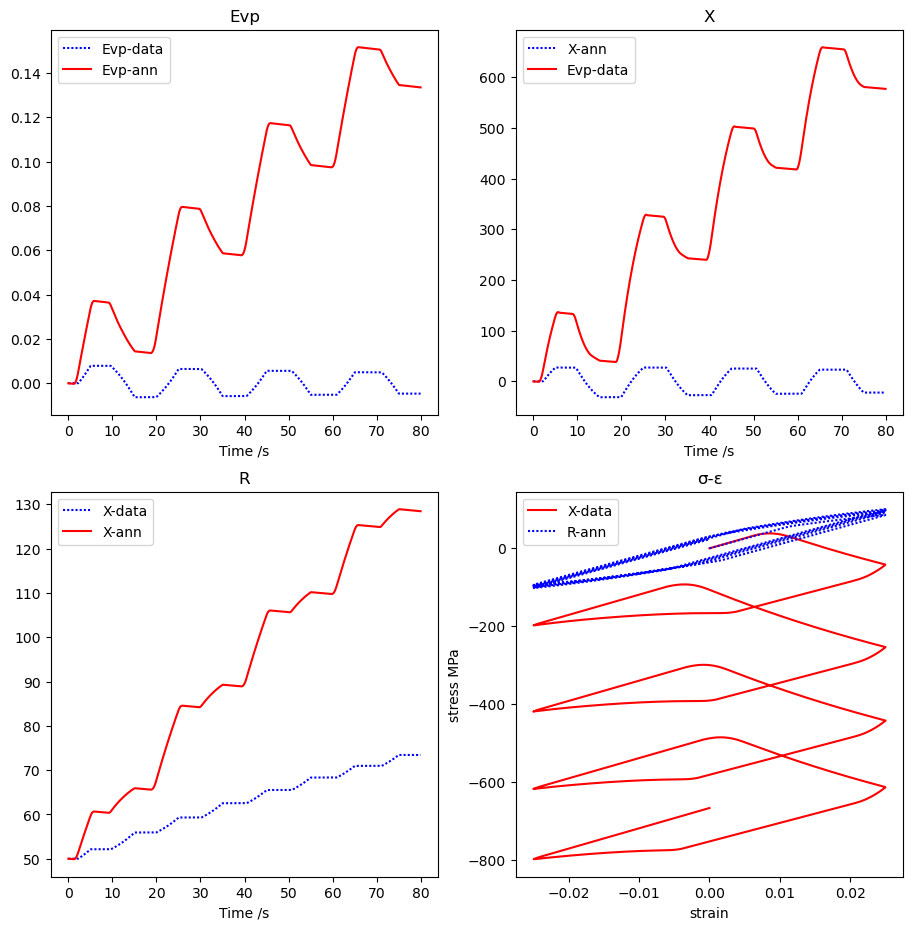 Evp
Evp-data
Evp-ann
0.14
0.12
0.10
0.08
0.06
0.04
0.02
0.00
0 10 20 30 40 50 60 70 80
Time /s
X
X-ann
Evp-data
600
500
400
300
200
100
0
0 10 20 30 40 50 60 70 80
Time /s
R
X-data
X-ann
130
120
110
100
90
80
70
60
50
0 10 20 30 40 50 60 70 80
Time /s
σ-ε
X-data
R-ann
stress MPa
0
−200
−400
−600
−800
−0.02 −0.01 0.00 0.01 0.02
strain